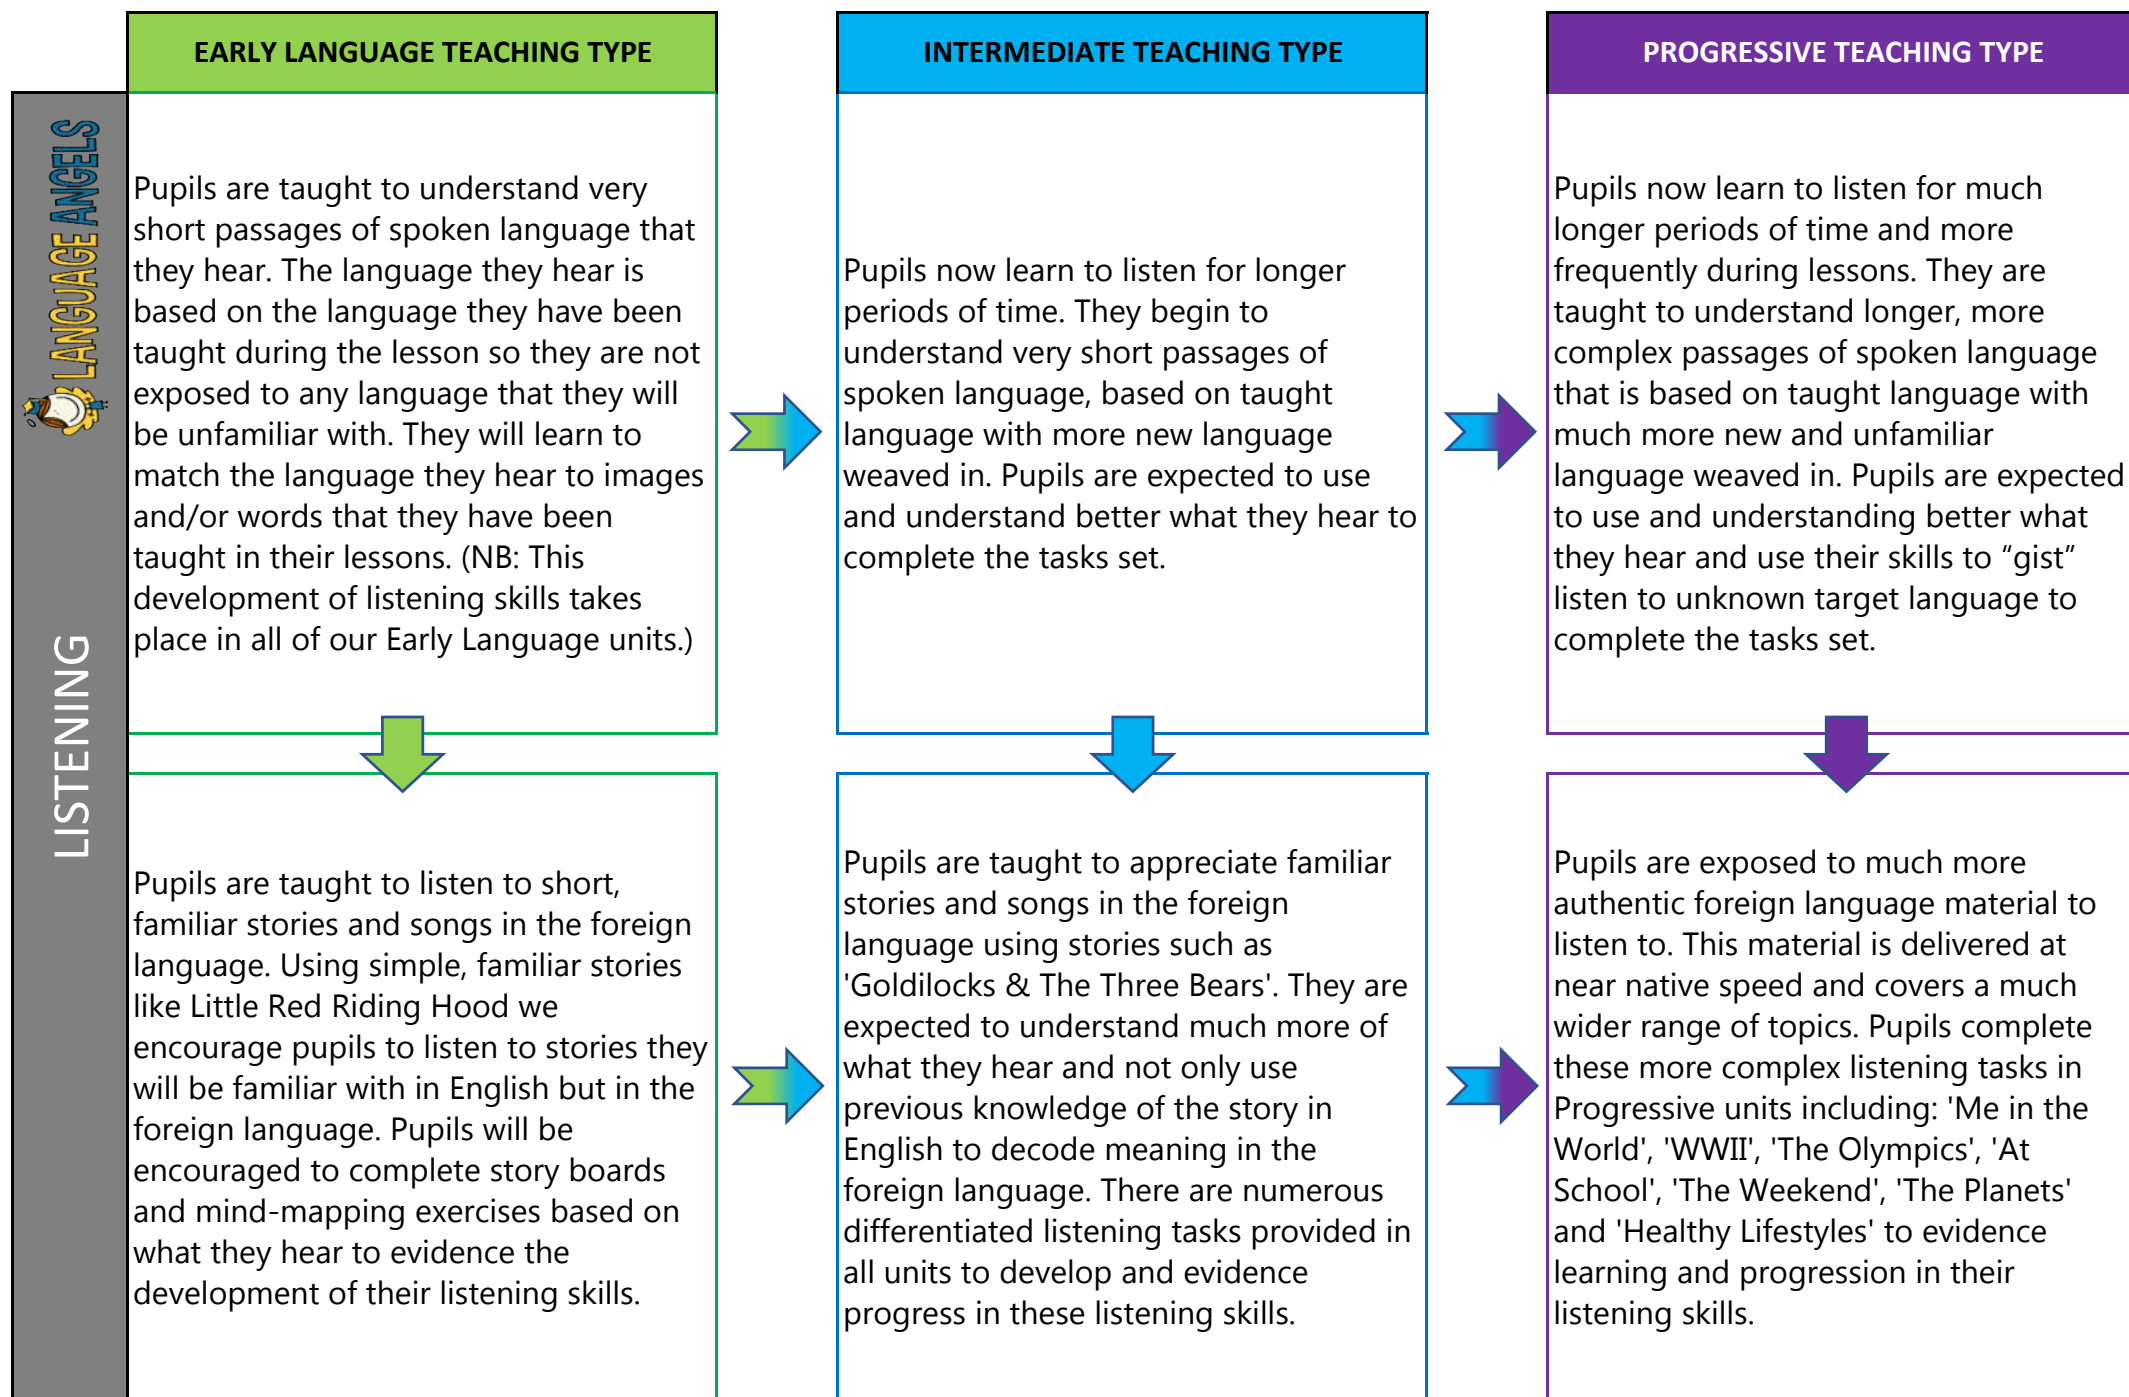 EARLY LANGUAGE TEACHING TYPE
INTERMEDIATE TEACHING TYPE
PROGRESSIVE TEACHING TYPE
LANGUAGE ANGELS
LISTENING
Pupils are taught to understand very
short passages of spoken language that
they hear. The language they hear is
based on the language they have been
taught during the lesson so they are not
exposed to any language that they will
be unfamiliar with. They will learn to
match the language they hear to images
and/or words that they have been
taught in their lessons. (NB: This
development of listening skills takes
place in all of our Early Language units.)
Pupils now learn to listen for longer
periods of time. They begin to
understand very short passages of
spoken language, based on taught
language with more new language
weaved in. Pupils are expected to use
and understand better what they hear to
complete the tasks set.
Pupils now learn to listen for much
longer periods of time and more
frequently during lessons. They are
taught to understand longer, more
complex passages of spoken language
that is based on taught language with
much more new and unfamiliar
language weaved in. Pupils are expected
to use and understanding better what
they hear and use their skills to “gist”
listen to unknown target language to
complete the tasks set.
Pupils are taught to listen to short,
familiar stories and songs in the foreign
language. Using simple, familiar stories
like Little Red Riding Hood we
encourage pupils to listen to stories they
will be familiar with in English but in the
foreign language. Pupils will be
encouraged to complete story boards
and mind-mapping exercises based on
what they hear to evidence the
development of their listening skills.
Pupils are taught to appreciate familiar
stories and songs in the foreign
language using stories such as
'Goldilocks & The Three Bears'. They are
expected to understand much more of
what they hear and not only use
previous knowledge of the story in
English to decode meaning in the
foreign language. There are numerous
differentiated listening tasks provided in
all units to develop and evidence
progress in these listening skills.
Pupils are exposed to much more
authentic foreign language material to
listen to. This material is delivered at
near native speed and covers a much
wider range of topics. Pupils complete
these more complex listening tasks in
Progressive units including: 'Me in the
World', 'WWII', 'The Olympics', 'At
School', 'The Weekend', 'The Planets'
and 'Healthy Lifestyles' to evidence
learning and progression in their
listening skills.